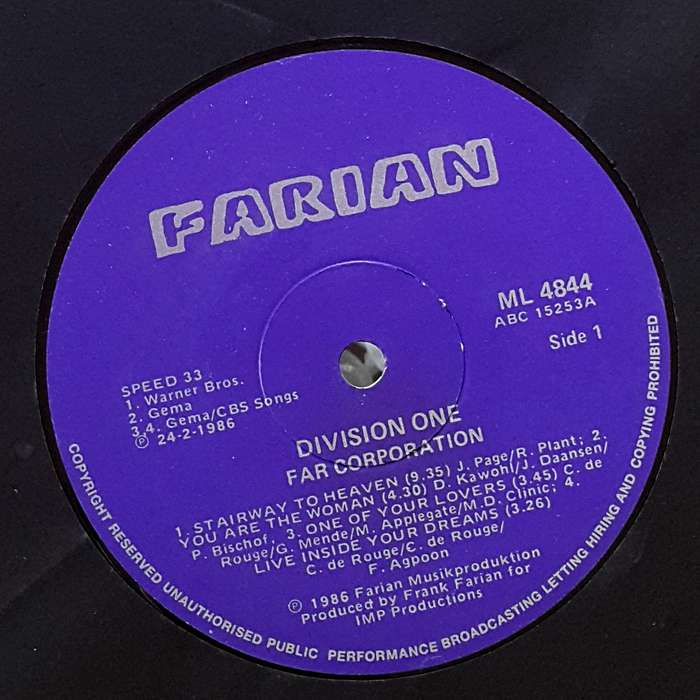 FARIAN
ML 4844
ABC 15253A
Side 1
SPEED 33
1. Warner Bros.
2. Gema
3.4. Gema/CBS Songs
Ⓟ 24-2-1986
DIVISION ONE
FAR CORPORATION
1. STAIRWAY TO HEAVEN (9.35) J. Page/R. Plant; 2.
YOU ARE THE WOMAN (4.30) D. Kawohl/J. Daansen/
P. Bischof. 3. ONE OF YOUR LOVERS (3.45) C. de
Rouge/G. Mende/M. Applegate/M.D. Clinic; 4.
LIVE INSIDE YOUR DREAMS (3.26)
C. de Rouge/C. de Rouge/
F. Agpoon
Ⓟ 1986 Farian Musikproduktion
Produced by Frank Farian for
IMP Productions
COPYRIGHT RESERVED UNAUTHORISED PUBLIC PERFORMANCE BROADCASTING LETTING HIRING AND COPYING PROHIBITED